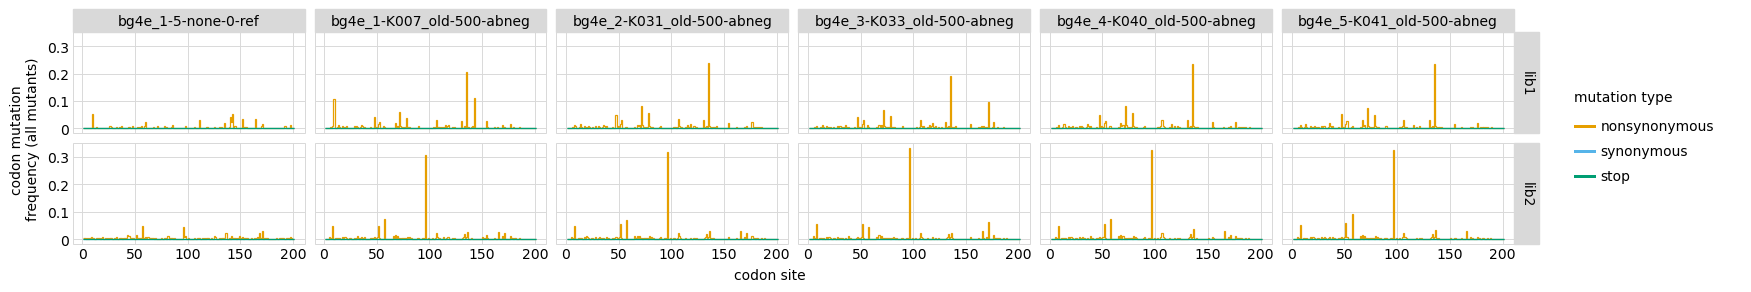 bg4e_1-5-none-0-ref bg4e_1-K007_old-500-abneg bg4e_2-K031_old-500-abneg bg4e_3-K033_old-500-abneg bg4e_4-K040_old-500-abneg bg4e_5-K041_old-500-abneg
codon mutation
frequency (all mutants)
0.3
0.2
0.1
0
lib1
0.3
0.2
0.1
0
lib2
0 50 100 150 200 0 50 100 150 200 0 50 100 150 200 0 50 100 150 200 0 50 100 150 200 0 50 100 150 200
codon site
mutation type
nonsynonymous
synonymous
stop